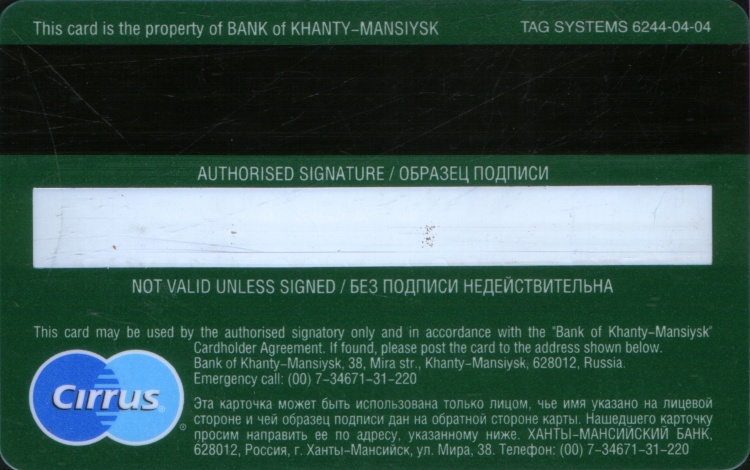 This card is the property of BANK of KHANTY-MANSIYSK
TAG SYSTEMS 6244-04-04
AUTHORISED SIGNATURE / ОБРАЗЕЦ ПОДПИСИ
NOT VALID UNLESS SIGNED / БЕЗ ПОДПИСИ НЕДЕЙСТВИТЕЛЬНА
This card may be used by the authorised signatory only and in accordance with the "Bank of Khanty-Mansiysk"
Cardholder Agreement. If found, please post the card to the address shown below.
Bank of Khanty-Mansiysk, 38, Mira str., Khanty-Mansiysk, 628012, Russia.
Emergency call: (00) 7-34671-31-220
Cirrus®
Эта карточка может быть использована только лицом, чье имя указано на лицевой
стороне и чей образец подписи дан на обратной стороне карты. Нашедшего карточку
просим направить ее по адресу, указанному ниже. ХАНТЫ-МАНСИЙСКИЙ БАНК,
628012, Россия, г. Ханты-Мансийск, ул. Мира, 38. Телефон: (00) 7-34671-31-220